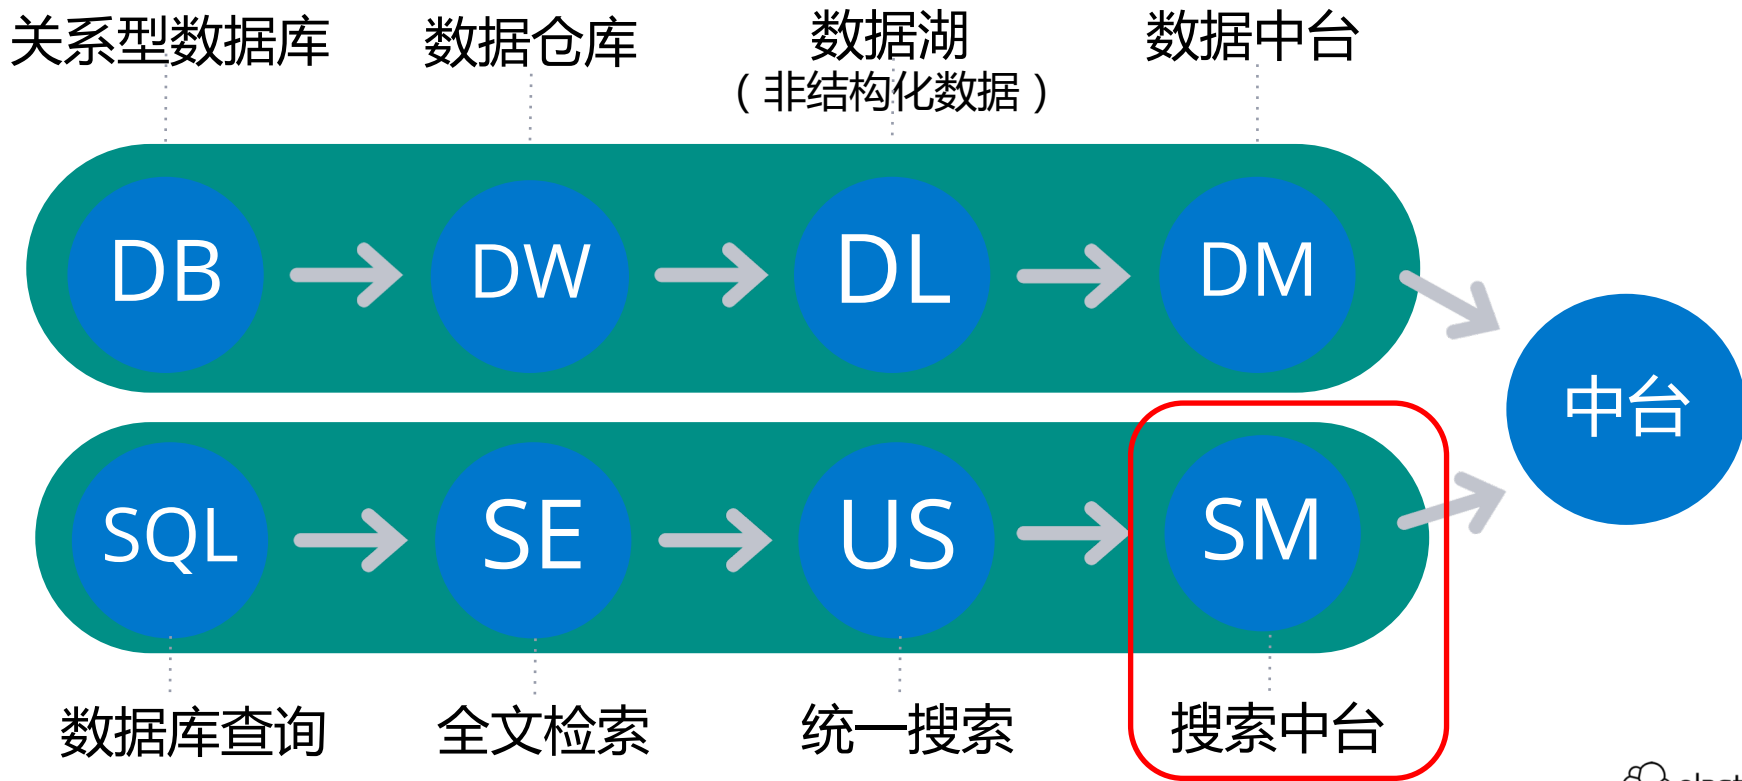 关系型数据库
数据仓库
数据湖
（非结构化数据）
数据中台
DB
DW
DL
DM
中台
SQL
SE
US
SM
数据库查询
全文检索
统一搜索
搜索中台